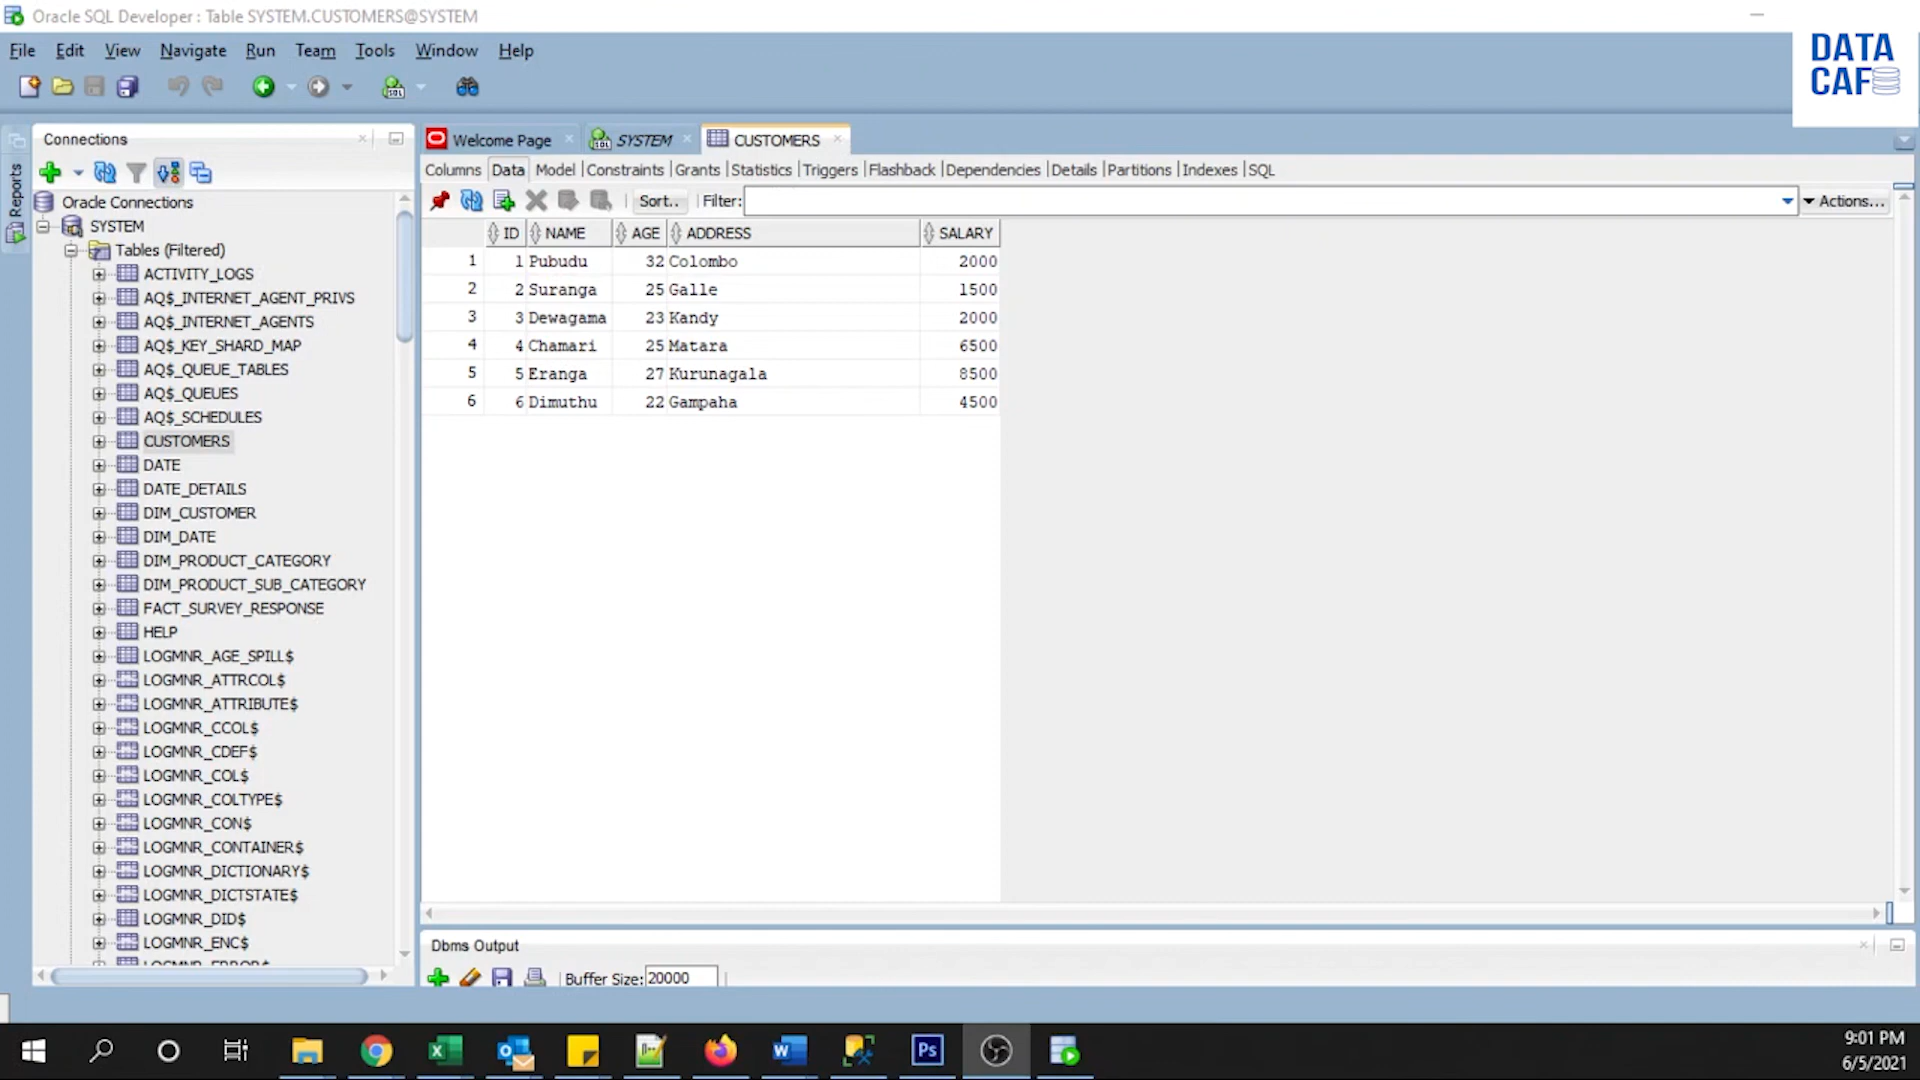 Oracle SQL Developer : Table SYSTEM.CUSTOMERS@SYSTEM
File Edit View Navigate Run Team Tools Window Help
DATA
CAF
Connections
Reports
Oracle Connections
SYSTEM
Tables (Filtered)
ACTIVITY_LOGS
AQ$_INTERNET_AGENT_PRIVS
AQ$_INTERNET_AGENTS
AQ$_KEY_SHARD_MAP
AQ$_QUEUE_TABLES
AQ$_QUEUES
AQ$_SCHEDULES
CUSTOMERS
DATE
DATE_DETAILS
DIM_CUSTOMER
DIM_DATE
DIM_PRODUCT_CATEGORY
DIM_PRODUCT_SUB_CATEGORY
FACT_SURVEY_RESPONSE
HELP
LOGMNR_AGE_SPILL$
LOGMNR_ATTRCOL$
LOGMNR_ATTRIBUTE$
LOGMNR_CCOL$
LOGMNR_CDEF$
LOGMNR_COL$
LOGMNR_COLTYPE$
LOGMNR_CON$
LOGMNR_CONTAINER$
LOGMNR_DICTIONARY$
LOGMNR_DICTSTATE$
LOGMNR_DID$
LOGMNR_ENC$
Welcome Page SYSTEM CUSTOMERS
Columns Data Model Constraints Grants Statistics Triggers Flashback Dependencies Details Partitions Indexes SQL
Sort.. Filter: Actions...
ID NAME AGE ADDRESS SALARY
1 1 Pubudu 32 Colombo 2000
2 2 Suranga 25 Galle 1500
3 3 Dewagama 23 Kandy 2000
4 4 Chamari 25 Matara 6500
5 5 Eranga 27 Kurunagala 8500
6 6 Dimuthu 22 Gampaha 4500
Dbms Output
Buffer Size: 20000
9:01 PM
6/5/2021